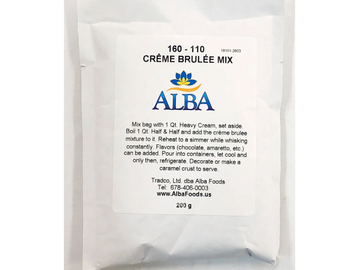 160 - 110
CRÊME BRULÉE MIX
ALBA
Mix bag with 1 Qt. Heavy Cream, set aside.
Boil 1 Qt. Half & Half and add the crème brulee
mixture to it. Reheat to a simmer while whisking
constantly. Flavors (chocolate, amaretto, etc.)
can be added. Pour into containers, let cool and
only then, refrigerate. Decorate or make a
caramel crust to serve.
Tradco, Ltd. dba Alba Foods
Tel: 678-406-0003
www.AlbaFoods.us
200 g